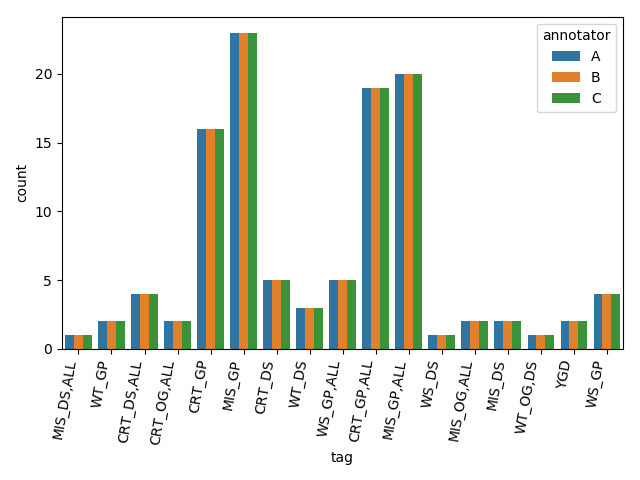 annotator
A
B
C
count
20
15
10
5
0
MIS_DS,ALL
WT_GP
CRT_DS,ALL
CRT_OG,ALL
CRT_GP
MIS_GP
CRT_DS
WT_DS
WS_GP,ALL
CRT_GP,ALL
MIS_GP,ALL
WS_DS
MIS_OG,ALL
MIS_DS
WT_OG,DS
YGD
WS_GP
tag